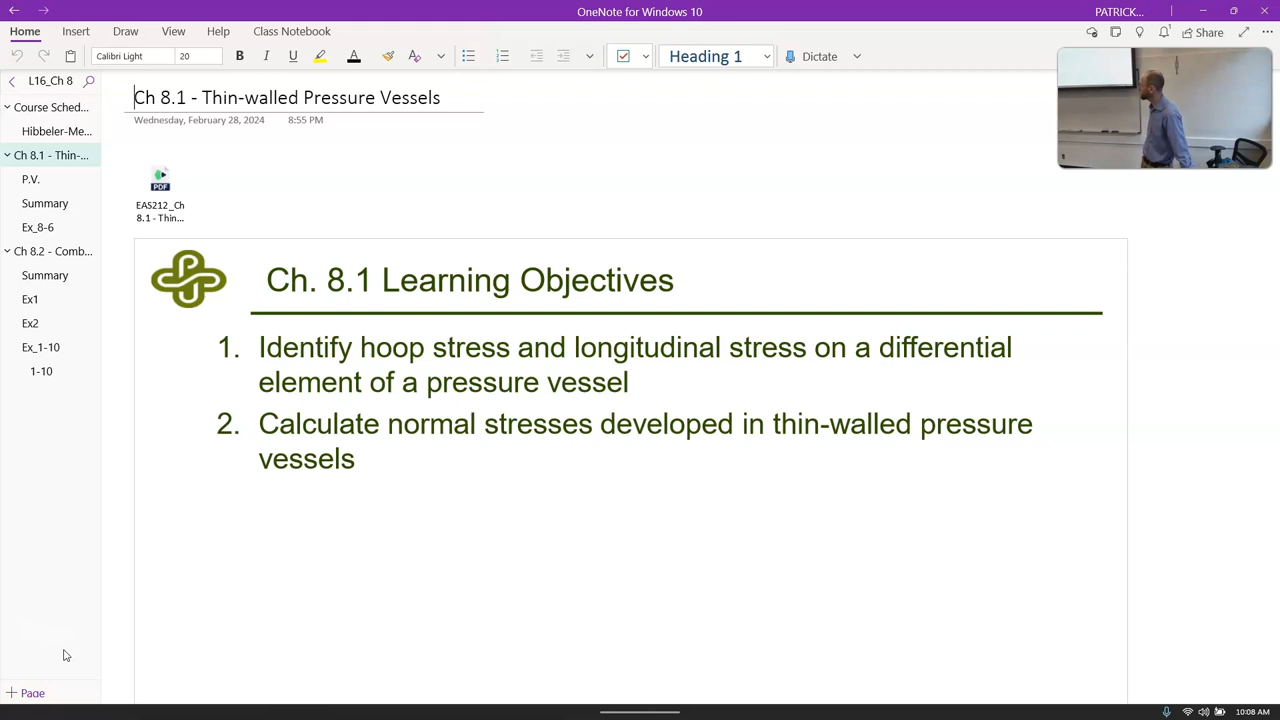 OneNote for Windows 10
PATRICK...
Home
Insert
Draw
View
Help
Class Notebook
Share
Calibri Light
20
B
I
U
A
Heading 1
Dictate
L16_Ch 8
Course Sched...
Hibbeler-Me...
Ch 8.1 - Thin-...
P.V.
Summary
Ex_8-6
Ch 8.2 - Comb...
Summary
Ex1
Ex2
Ex_1-10
1-10
Page
Ch 8.1 - Thin-walled Pressure Vessels
Wednesday, February 28, 2024
8:55 PM
PDF
EAS212_Ch
8.1 - Thin...
Ch. 8.1 Learning Objectives
1. Identify hoop stress and longitudinal stress on a differential
element of a pressure vessel
2. Calculate normal stresses developed in thin-walled pressure
vessels
10:08 AM